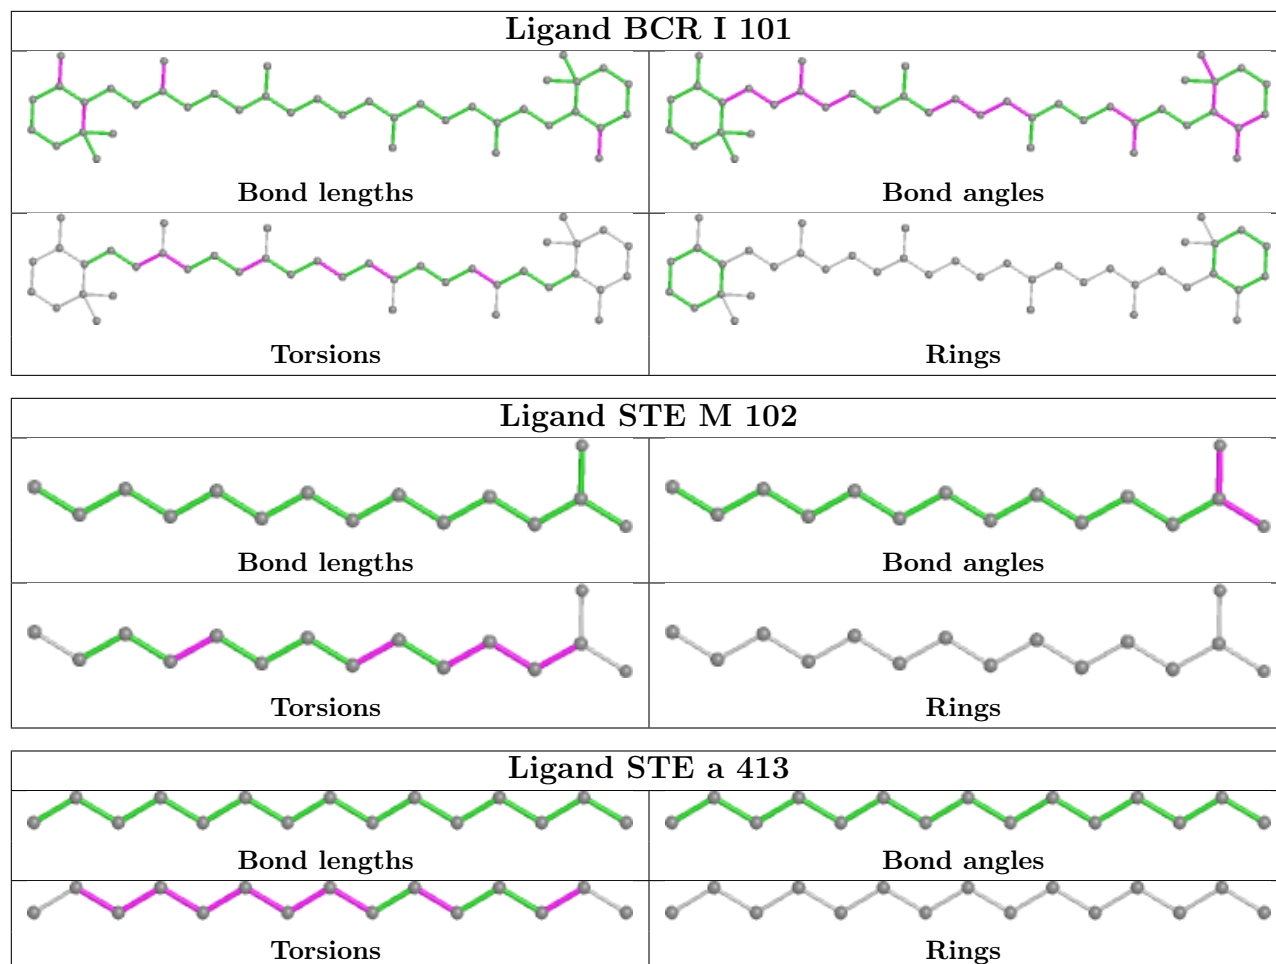 Ligand BCR I 101
Bond lengths
Bond angles
Torsions
Rings
Ligand STE M 102
Bond lengths
Bond angles
Torsions
Rings
Ligand STE a 413
Bond lengths
Bond angles
Torsions
Rings